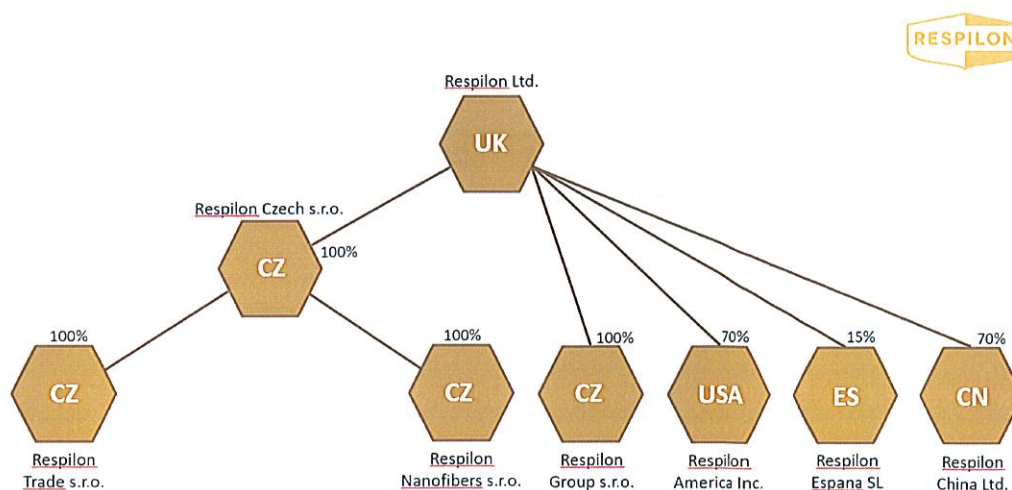 RESPILON
Respilon Ltd.
UK
Respilon Czech s.r.o.
CZ
100%
100%
100%
100%
70%
15%
70%
CZ
CZ
CZ
USA
ES
CN
Respilon
Trade s.r.o.
Respilon
Nanofibers s.r.o.
Respilon
Group s.r.o.
Respilon
America Inc.
Respilon
Espana SL
Respilon
China Ltd.